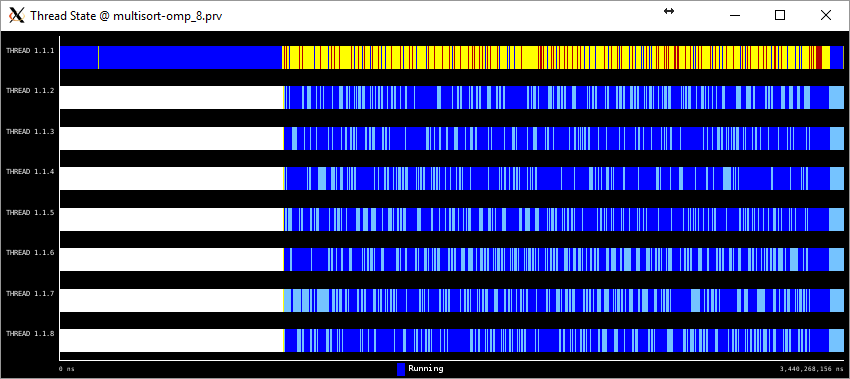 Thread State @ multisort-omp_8.prv
THREAD 1.1.1
THREAD 1.1.2
THREAD 1.1.3
THREAD 1.1.4
THREAD 1.1.5
THREAD 1.1.6
THREAD 1.1.7
THREAD 1.1.8
0 ns
Running
3,440,268,156 ns